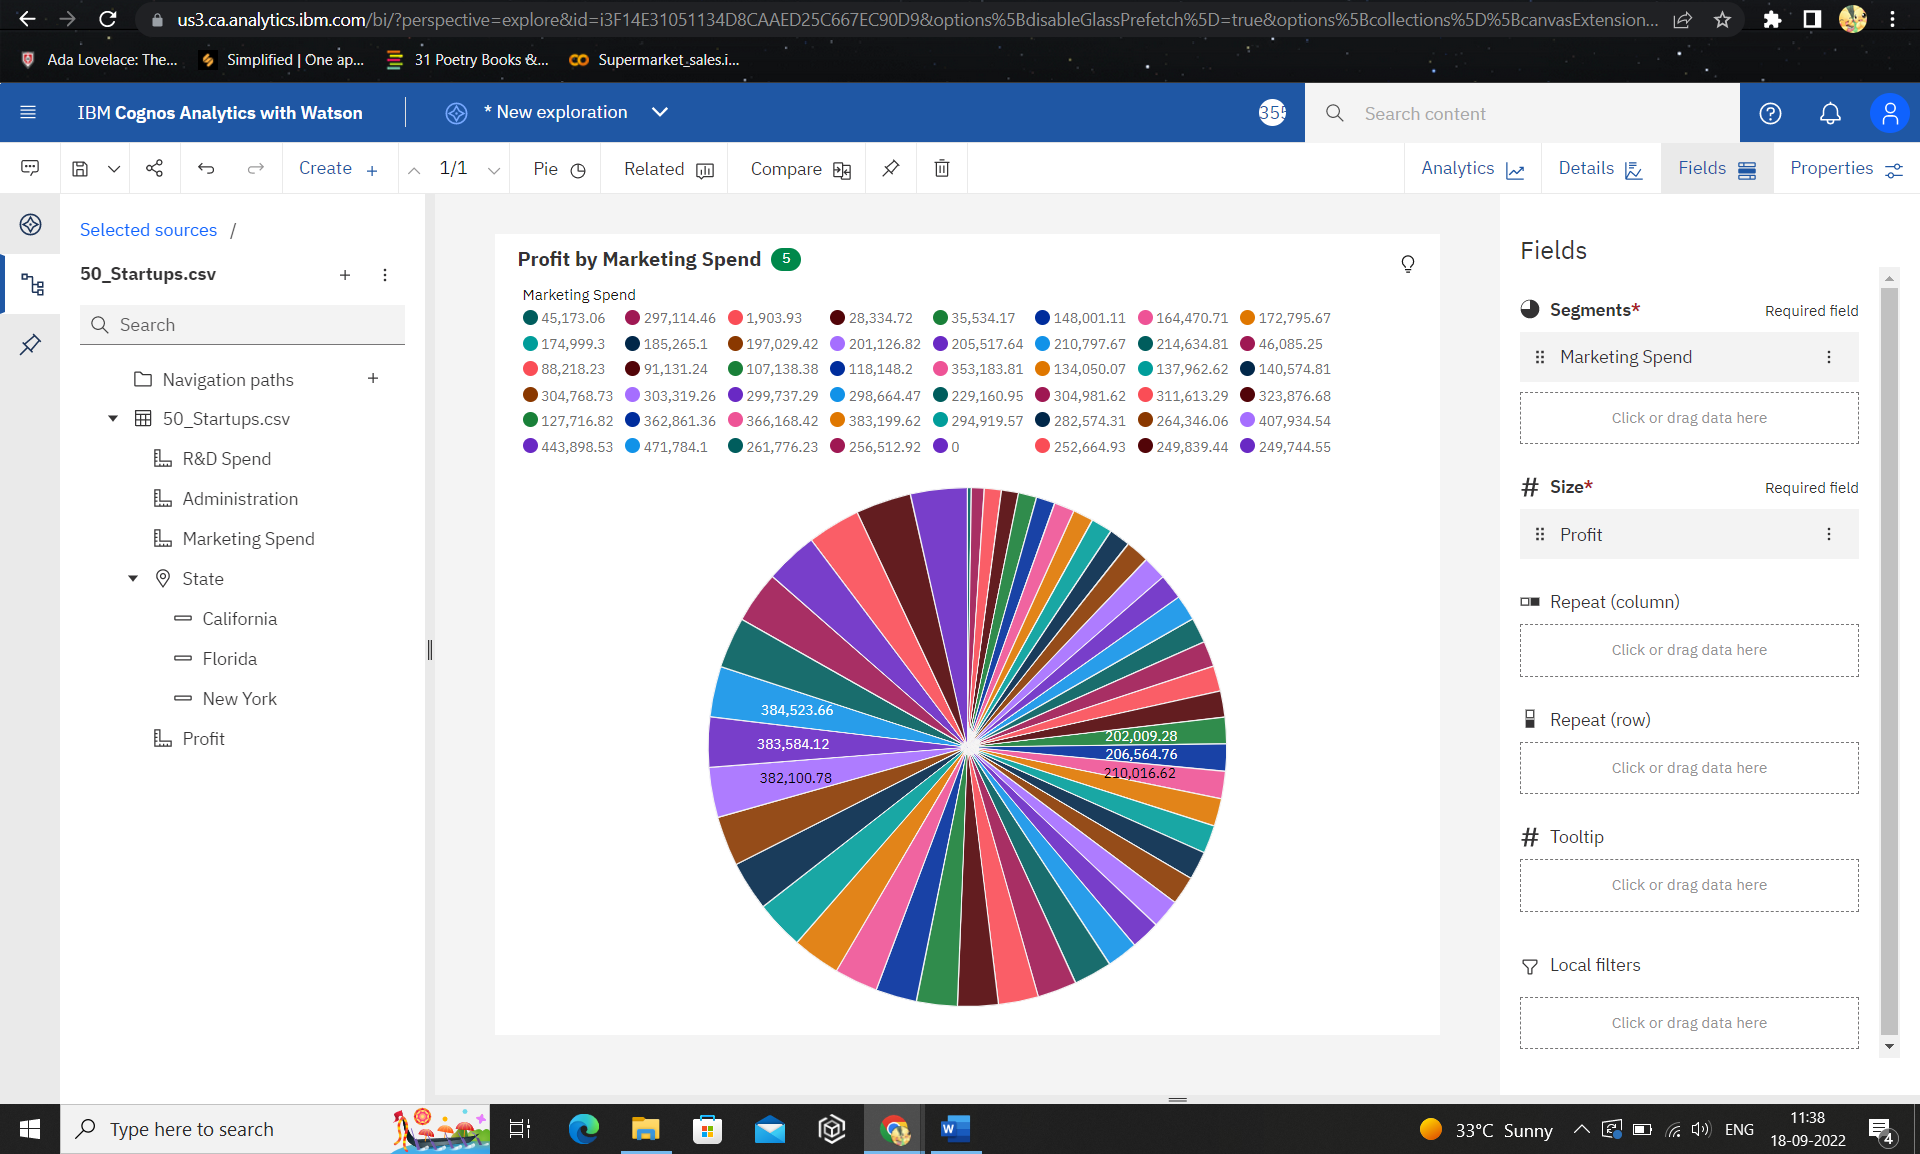 us3.ca.analytics.ibm.com/bi/?perspective=explore&id=i3F14E31051134D8CAAED25C667EC90D9&options%5BdisableGlassPrefetch%5D=true&options%5Bcollections%5D%5BcanvasExtension...
Ada Lovelace: The... Simplified | One ap... 31 Poetry Books &... Supermarket_sales.i...
IBM Cognos Analytics with Watson * New exploration 355 Search content
Create + 1/1 Pie Related Compare Analytics Details Fields Properties
Selected sources /
50_Startups.csv
Search
Navigation paths
50_Startups.csv
R&D Spend
Administration
Marketing Spend
State
California
Florida
New York
Profit
Profit by Marketing Spend 5
Marketing Spend
45,173.06 297,114.46 1,903.93 28,334.72 35,534.17 148,001.11 164,470.71 172,795.67
174,999.3 185,265.1 197,029.42 201,126.82 205,517.64 210,797.67 214,634.81 46,085.25
88,218.23 91,131.24 107,138.38 118,148.2 353,183.81 134,050.07 137,962.62 140,574.81
304,768.73 303,319.26 299,737.29 298,664.47 229,160.95 304,981.62 311,613.29 323,876.68
127,716.82 362,861.36 366,168.42 383,199.62 294,919.57 282,574.31 264,346.06 407,934.54
443,898.53 471,784.1 261,776.23 256,512.92 0 252,664.93 249,839.44 249,744.55
384,523.66
383,584.12
382,100.78
202,009.28
206,564.76
210,016.62
Fields
Segments* Required field
Marketing Spend
Click or drag data here
# Size* Required field
Profit
Repeat (column)
Click or drag data here
Repeat (row)
Click or drag data here
# Tooltip
Click or drag data here
Local filters
Click or drag data here
Type here to search
33°C Sunny ENG 11:38
18-09-2022 4